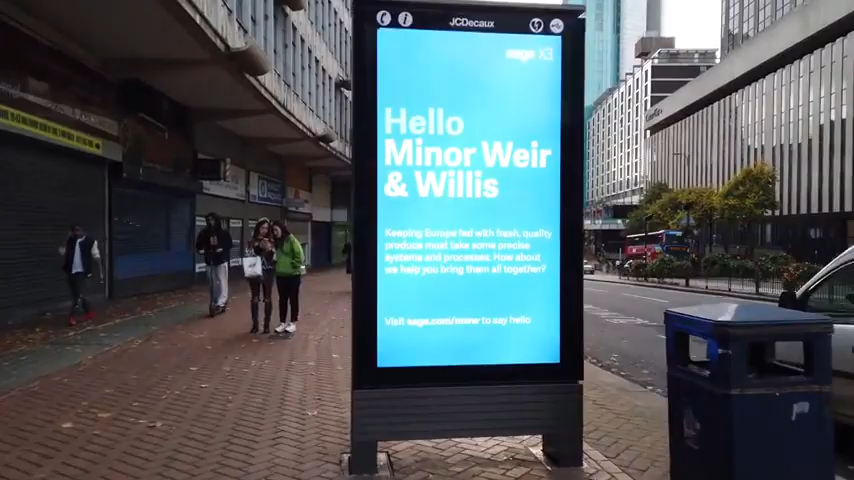 JCDecaux
sage X3
Hello
Minor Weir
& Willis
Keeping Europe fed with fresh, quality
produce must take some precise
systems and processes. How about
we help you bring them all together?
Visit sage.com/mww to say hello